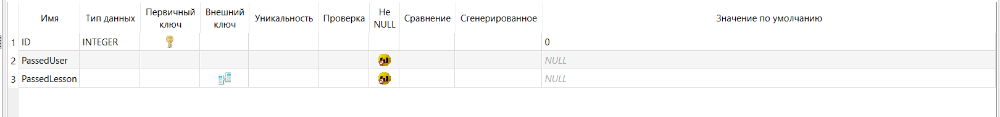 Имя Тип данных Первичный ключ Внешний ключ Уникальность Проверка Не NULL Сравнение Сгенерированное Значение по умолчанию
1 ID INTEGER 0
2 PassedUser NULL
3 PassedLesson NULL